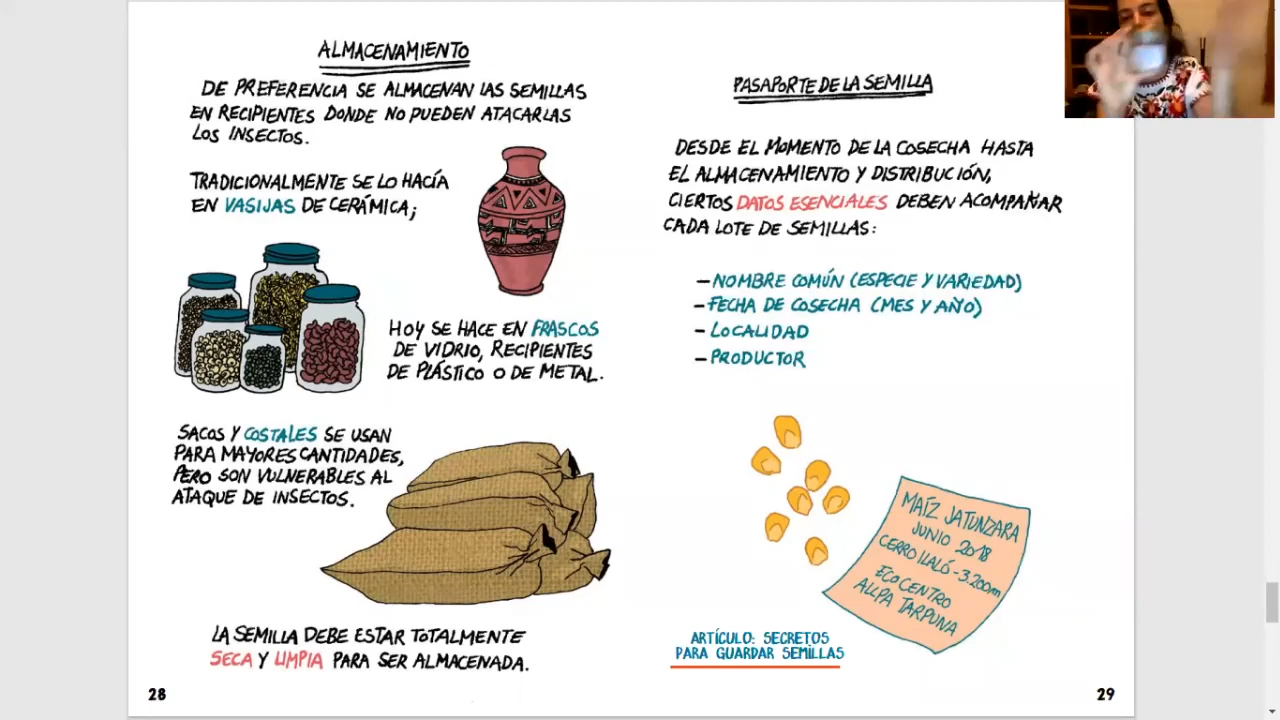 ALMACENAMIENTO
DE PREFERENCIA SE ALMACENAN LAS SEMILLAS
EN RECIPIENTES DONDE NO PUEDEN ATACARLAS
LOS INSECTOS.
TRADICIONALMENTE SE LO HACÍA
EN VASIJAS DE CERÁMICA;
HOY SE HACE EN FRASCOS
DE VIDRIO, RECIPIENTES
DE PLÁSTICO O DE METAL.
SACOS Y COSTALES SE USAN
PARA MAYORES CANTIDADES,
PERO SON VULNERABLES AL
ATAQUE DE INSECTOS.
LA SEMILLA DEBE ESTAR TOTALMENTE
SECA Y LIMPIA PARA SER ALMACENADA.
28
PASAPORTE DE LA SEMILLA
DESDE EL MOMENTO DE LA COSECHA HASTA
EL ALMACENAMIENTO Y DISTRIBUCIÓN,
CIERTOS DATOS ESENCIALES DEBEN ACOMPAÑAR
CADA LOTE DE SEMILLAS:
- NOMBRE COMÚN (ESPECIE Y VARIEDAD)
- FECHA DE COSECHA (MES Y AÑO)
- LOCALIDAD
- PRODUCTOR
MAÍZ JATUNZARA
JUNIO 2018
CERRO ILALÓ - 3.200m
ECO CENTRO
ALLPA TARPUNA
ARTÍCULO: SECRETOS
PARA GUARDAR SEMILLAS
29